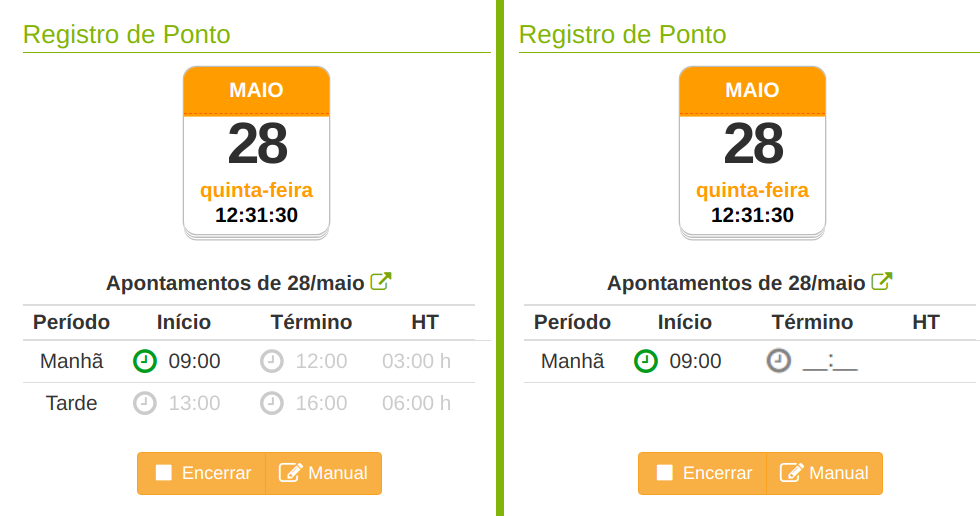 Registro de Ponto
MAIO
28
quinta-feira
12:31:30
Apontamentos de 28/maio
Período Início Término HT
Manhã 09:00 12:00 03:00 h
Tarde 13:00 16:00 06:00 h
Encerrar Manual
Registro de Ponto
MAIO
28
quinta-feira
12:31:30
Apontamentos de 28/maio
Período Início Término HT
Manhã 09:00 __:__
Encerrar Manual